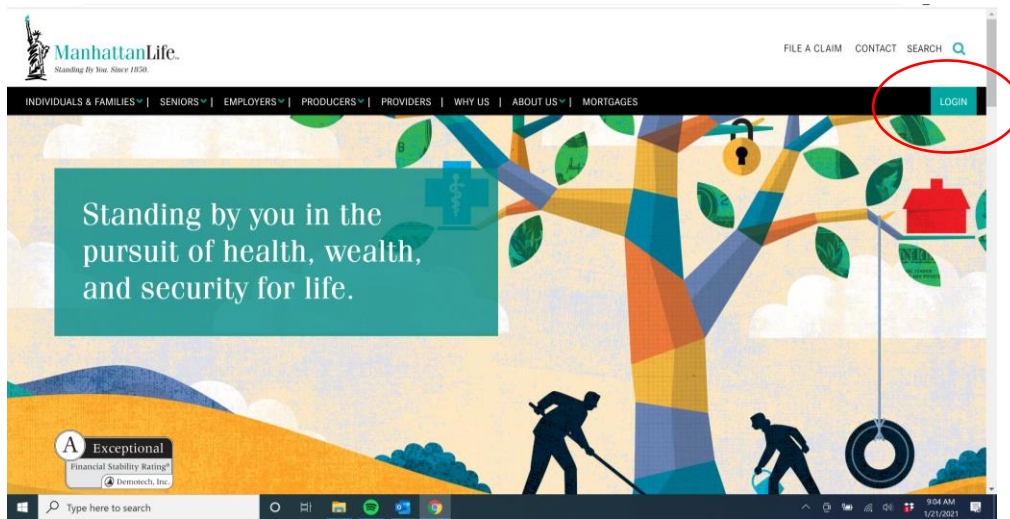 ManhattanLife™
Standing By You. Since 1850.
FILE A CLAIM CONTACT SEARCH
INDIVIDUALS & FAMILIES | SENIORS | EMPLOYERS | PRODUCERS | PROVIDERS | WHY US | ABOUT US | MORTGAGES
LOGIN
Standing by you in the
pursuit of health, wealth,
and security for life.
A Exceptional
Financial Stability Rating®
Demotech, Inc.
Type here to search
9:04 AM
1/21/2021